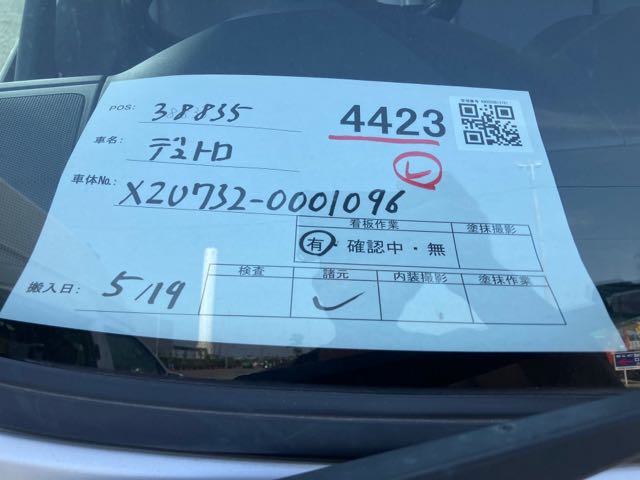 POS: 38835
4423
車名: デュトロ
レ
車体No.: XZU732-0001096
看板作業 塗抹撮影
有・確認中・無
検査 諸元 内装撮影 塗抹作業
搬入日: 5/19